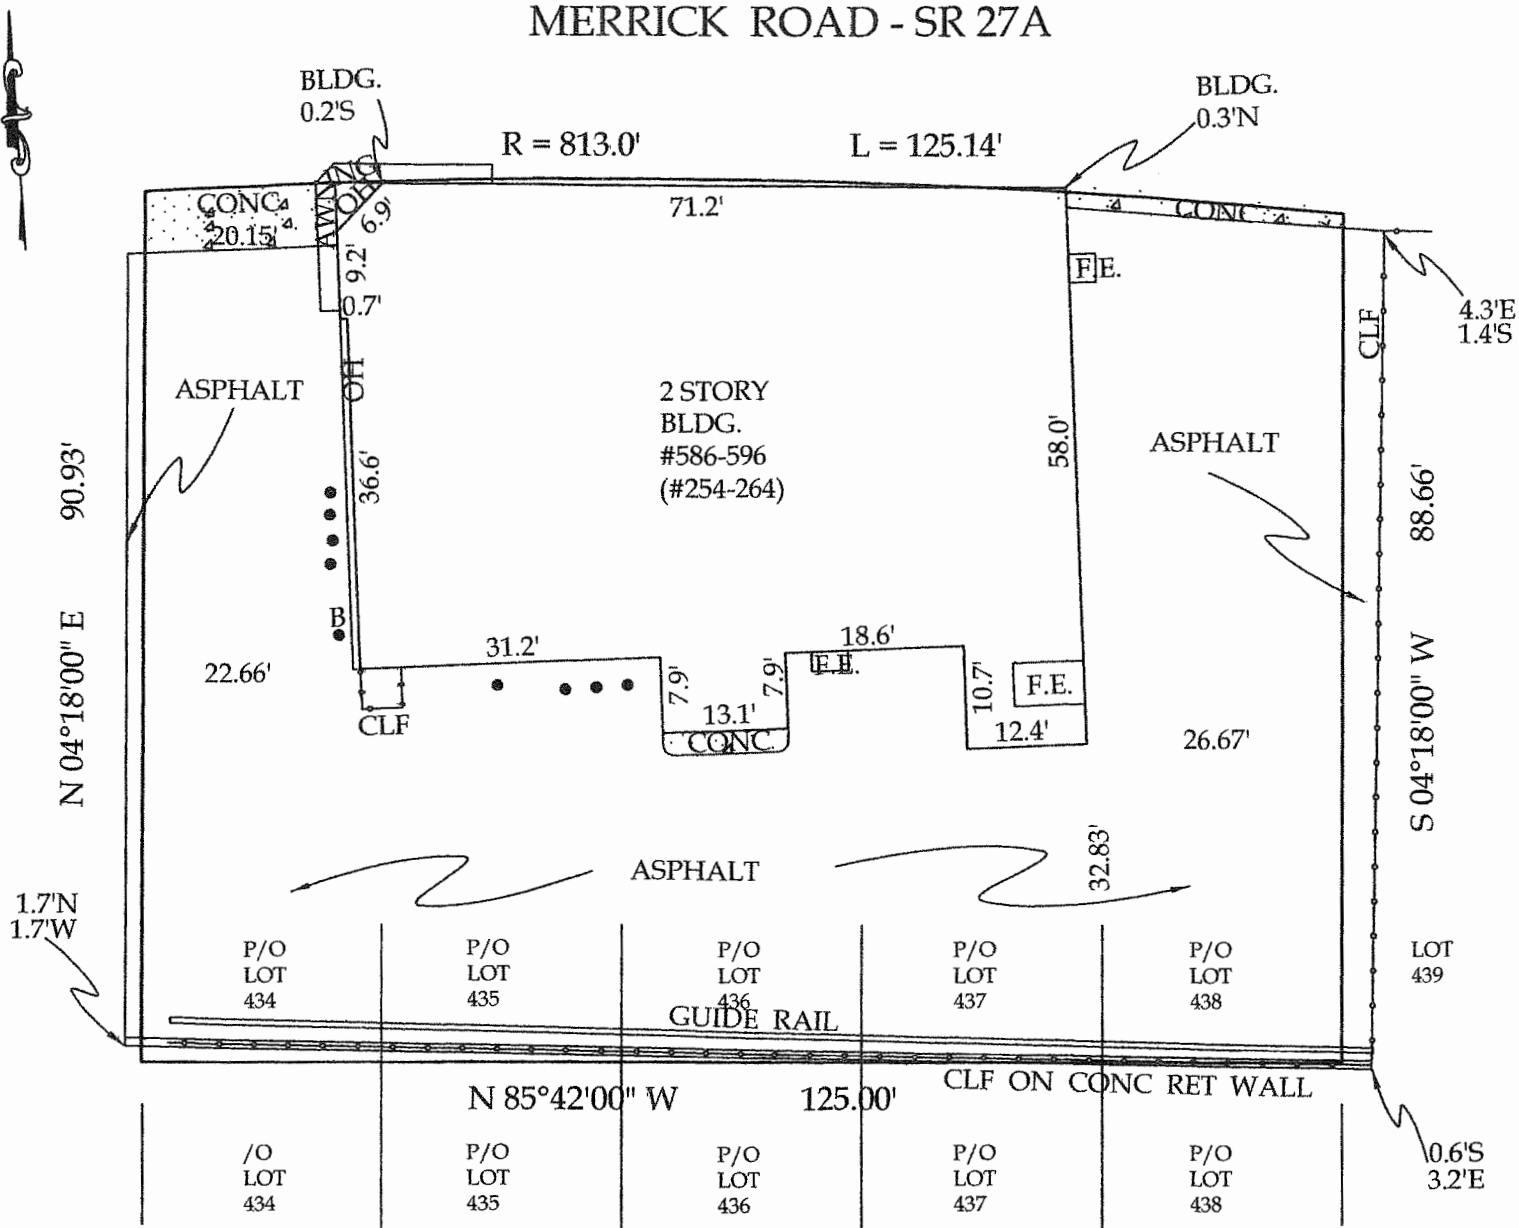 MERRICK ROAD - SR 27A
BLDG.
0.2'S
BLDG.
0.3'N
R = 813.0'
L = 125.14'
AWNING
OH
CONC
20.15'
6.9'
71.2'
CONC
9.2'
0.7'
F.E.
4.3'E
1.4'S
CLF
OH
ASPHALT
2 STORY
BLDG.
#586-596
(#254-264)
ASPHALT
90.93'
36.6'
58.0'
88.66'
N 04°18'00" E
B
22.66'
31.2'
18.6'
F.E.
7.9'
7.9'
10.7'
F.E.
CLF
13.1'
CONC
12.4'
26.67'
S 04°18'00" W
ASPHALT
32.83'
1.7'N
1.7'W
P/O
LOT
434
P/O
LOT
435
P/O
LOT
436
P/O
LOT
437
P/O
LOT
438
LOT
439
GUIDE RAIL
CLF ON CONC RET WALL
N 85°42'00" W
125.00'
/O
LOT
434
P/O
LOT
435
P/O
LOT
436
P/O
LOT
437
P/O
LOT
438
0.6'S
3.2'E